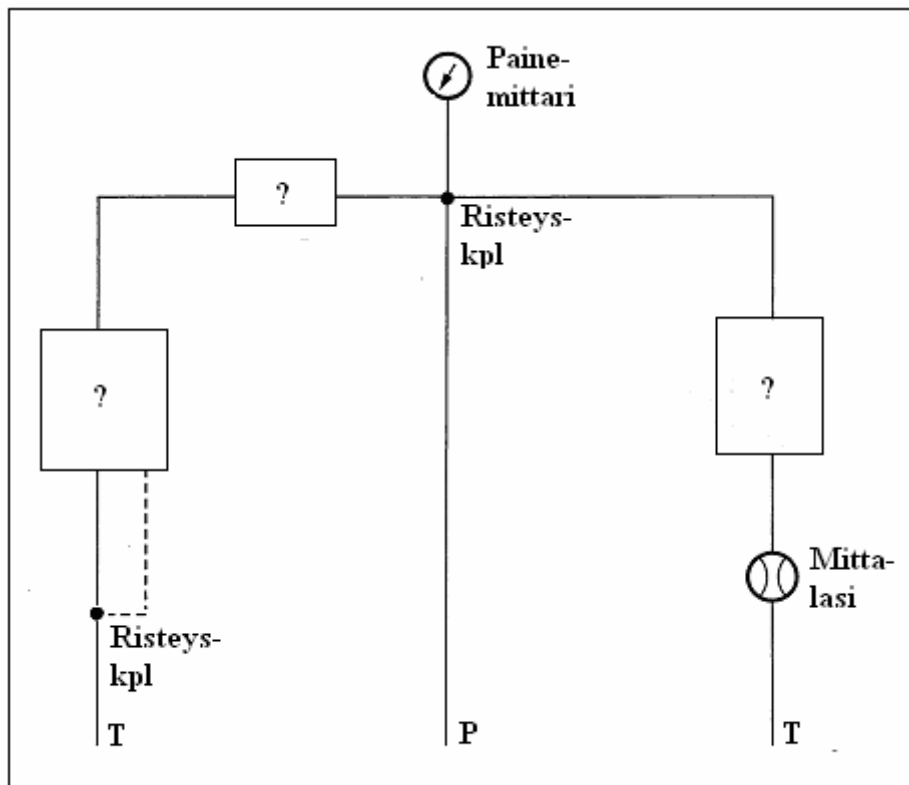 Paine-
mittari
?
Risteys-
kpl
?
?
Mitta-
lasi
Risteys-
kpl
T
P
T